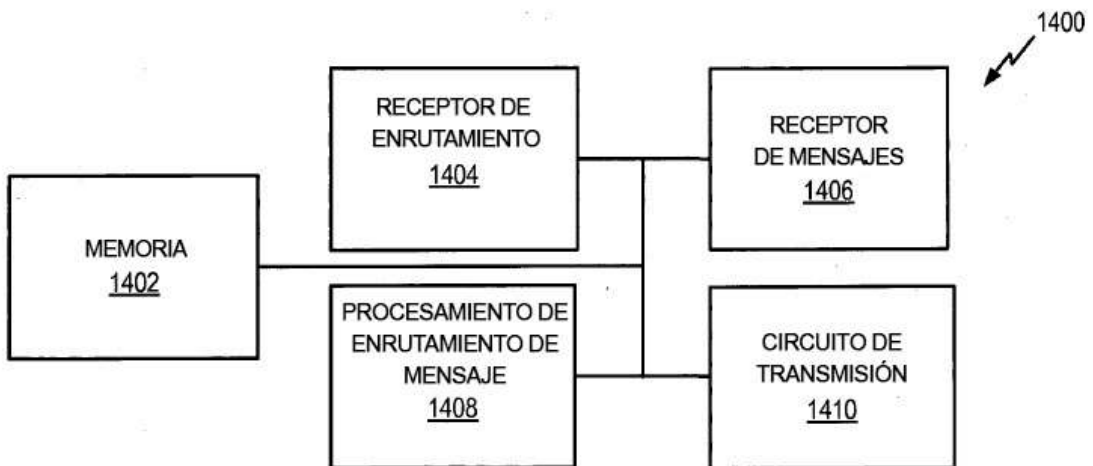 1400
RECEPTOR DE
ENRUTAMIENTO
1404
RECEPTOR
DE MENSAJES
1406
MEMORIA
1402
PROCESAMIENTO DE
ENRUTAMIENTO DE
MENSAJE
1408
CIRCUITO DE
TRANSMISIÓN
1410